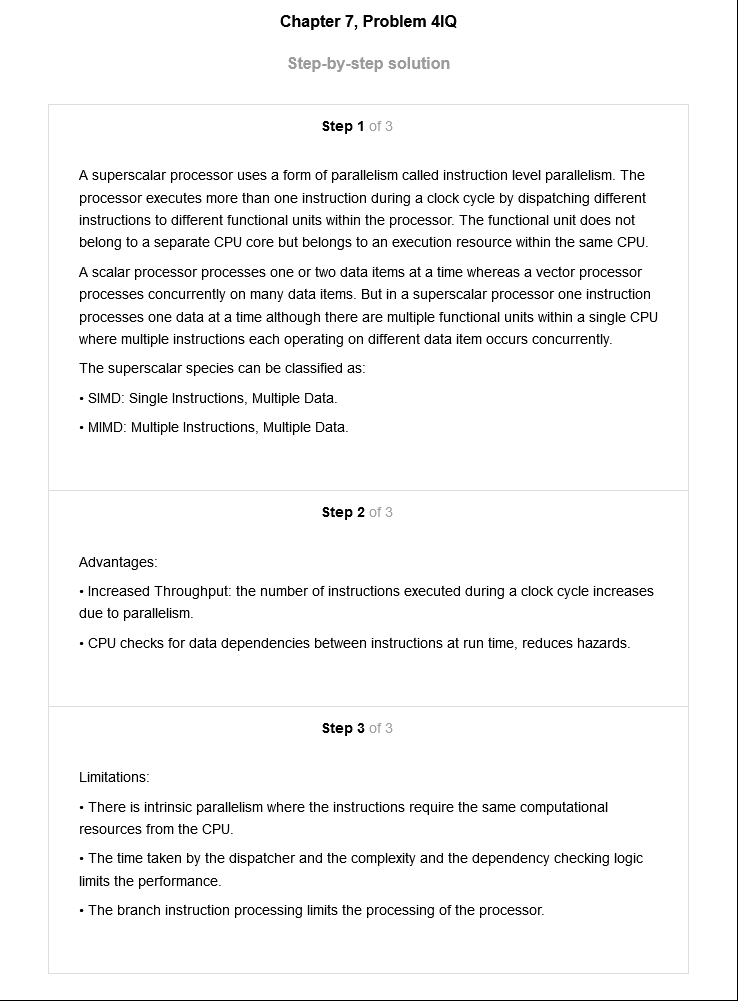 Chapter 7, Problem 4IQ
Step-by-step solution
Step 1 of 3
A superscalar processor uses a form of parallelism called instruction level parallelism. The
processor executes more than one instruction during a clock cycle by dispatching different
instructions to different functional units within the processor. The functional unit does not
belong to a separate CPU core but belongs to an execution resource within the same CPU.
A scalar processor processes one or two data items at a time whereas a vector processor
processes concurrently on many data items. But in a superscalar processor one instruction
processes one data at a time although there are multiple functional units within a single CPU
where multiple instructions each operating on different data item occurs concurrently.
The superscalar species can be classified as:
• SIMD: Single Instructions, Multiple Data.
• MIMD: Multiple Instructions, Multiple Data.
Step 2 of 3
Advantages:
• Increased Throughput: the number of instructions executed during a clock cycle increases
due to parallelism.
• CPU checks for data dependencies between instructions at run time, reduces hazards.
Step 3 of 3
Limitations:
• There is intrinsic parallelism where the instructions require the same computational
resources from the CPU.
• The time taken by the dispatcher and the complexity and the dependency checking logic
limits the performance.
• The branch instruction processing limits the processing of the processor.